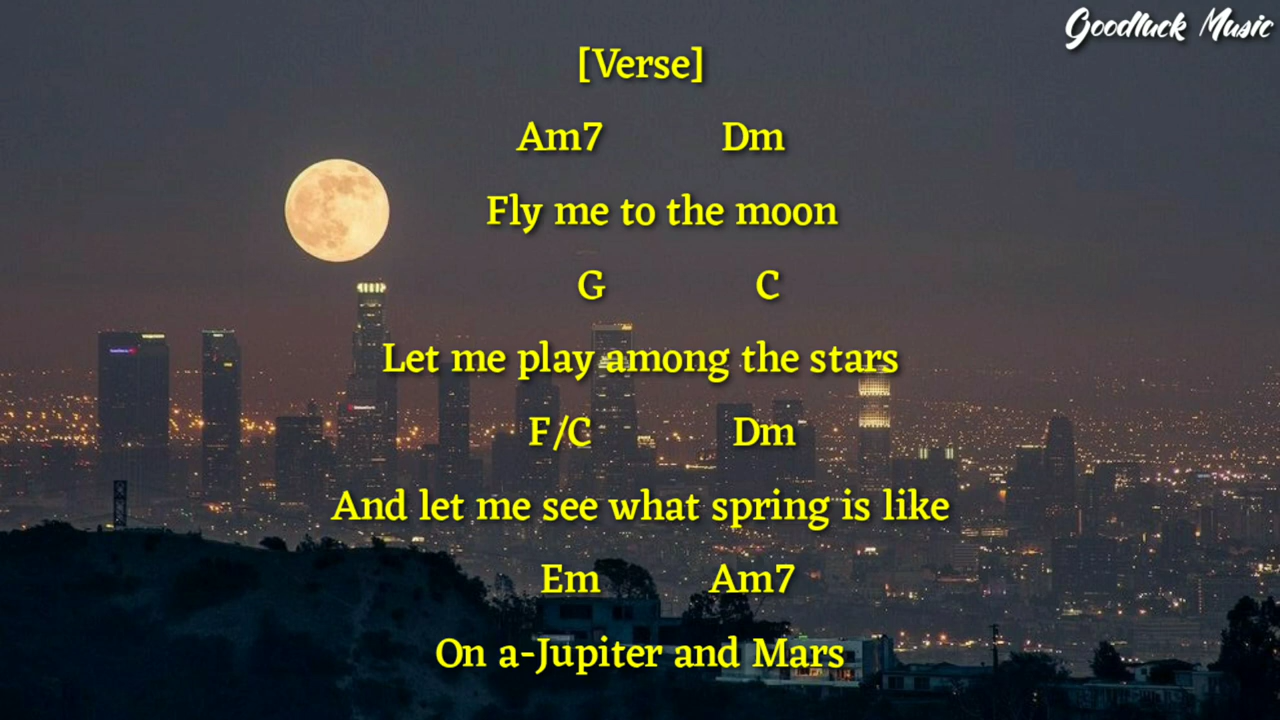 Goodluck Music
[Verse]
Am7 Dm
Fly me to the moon
G C
Let me play among the stars
F/C Dm
And let me see what spring is like
Em Am7
On a-Jupiter and Mars